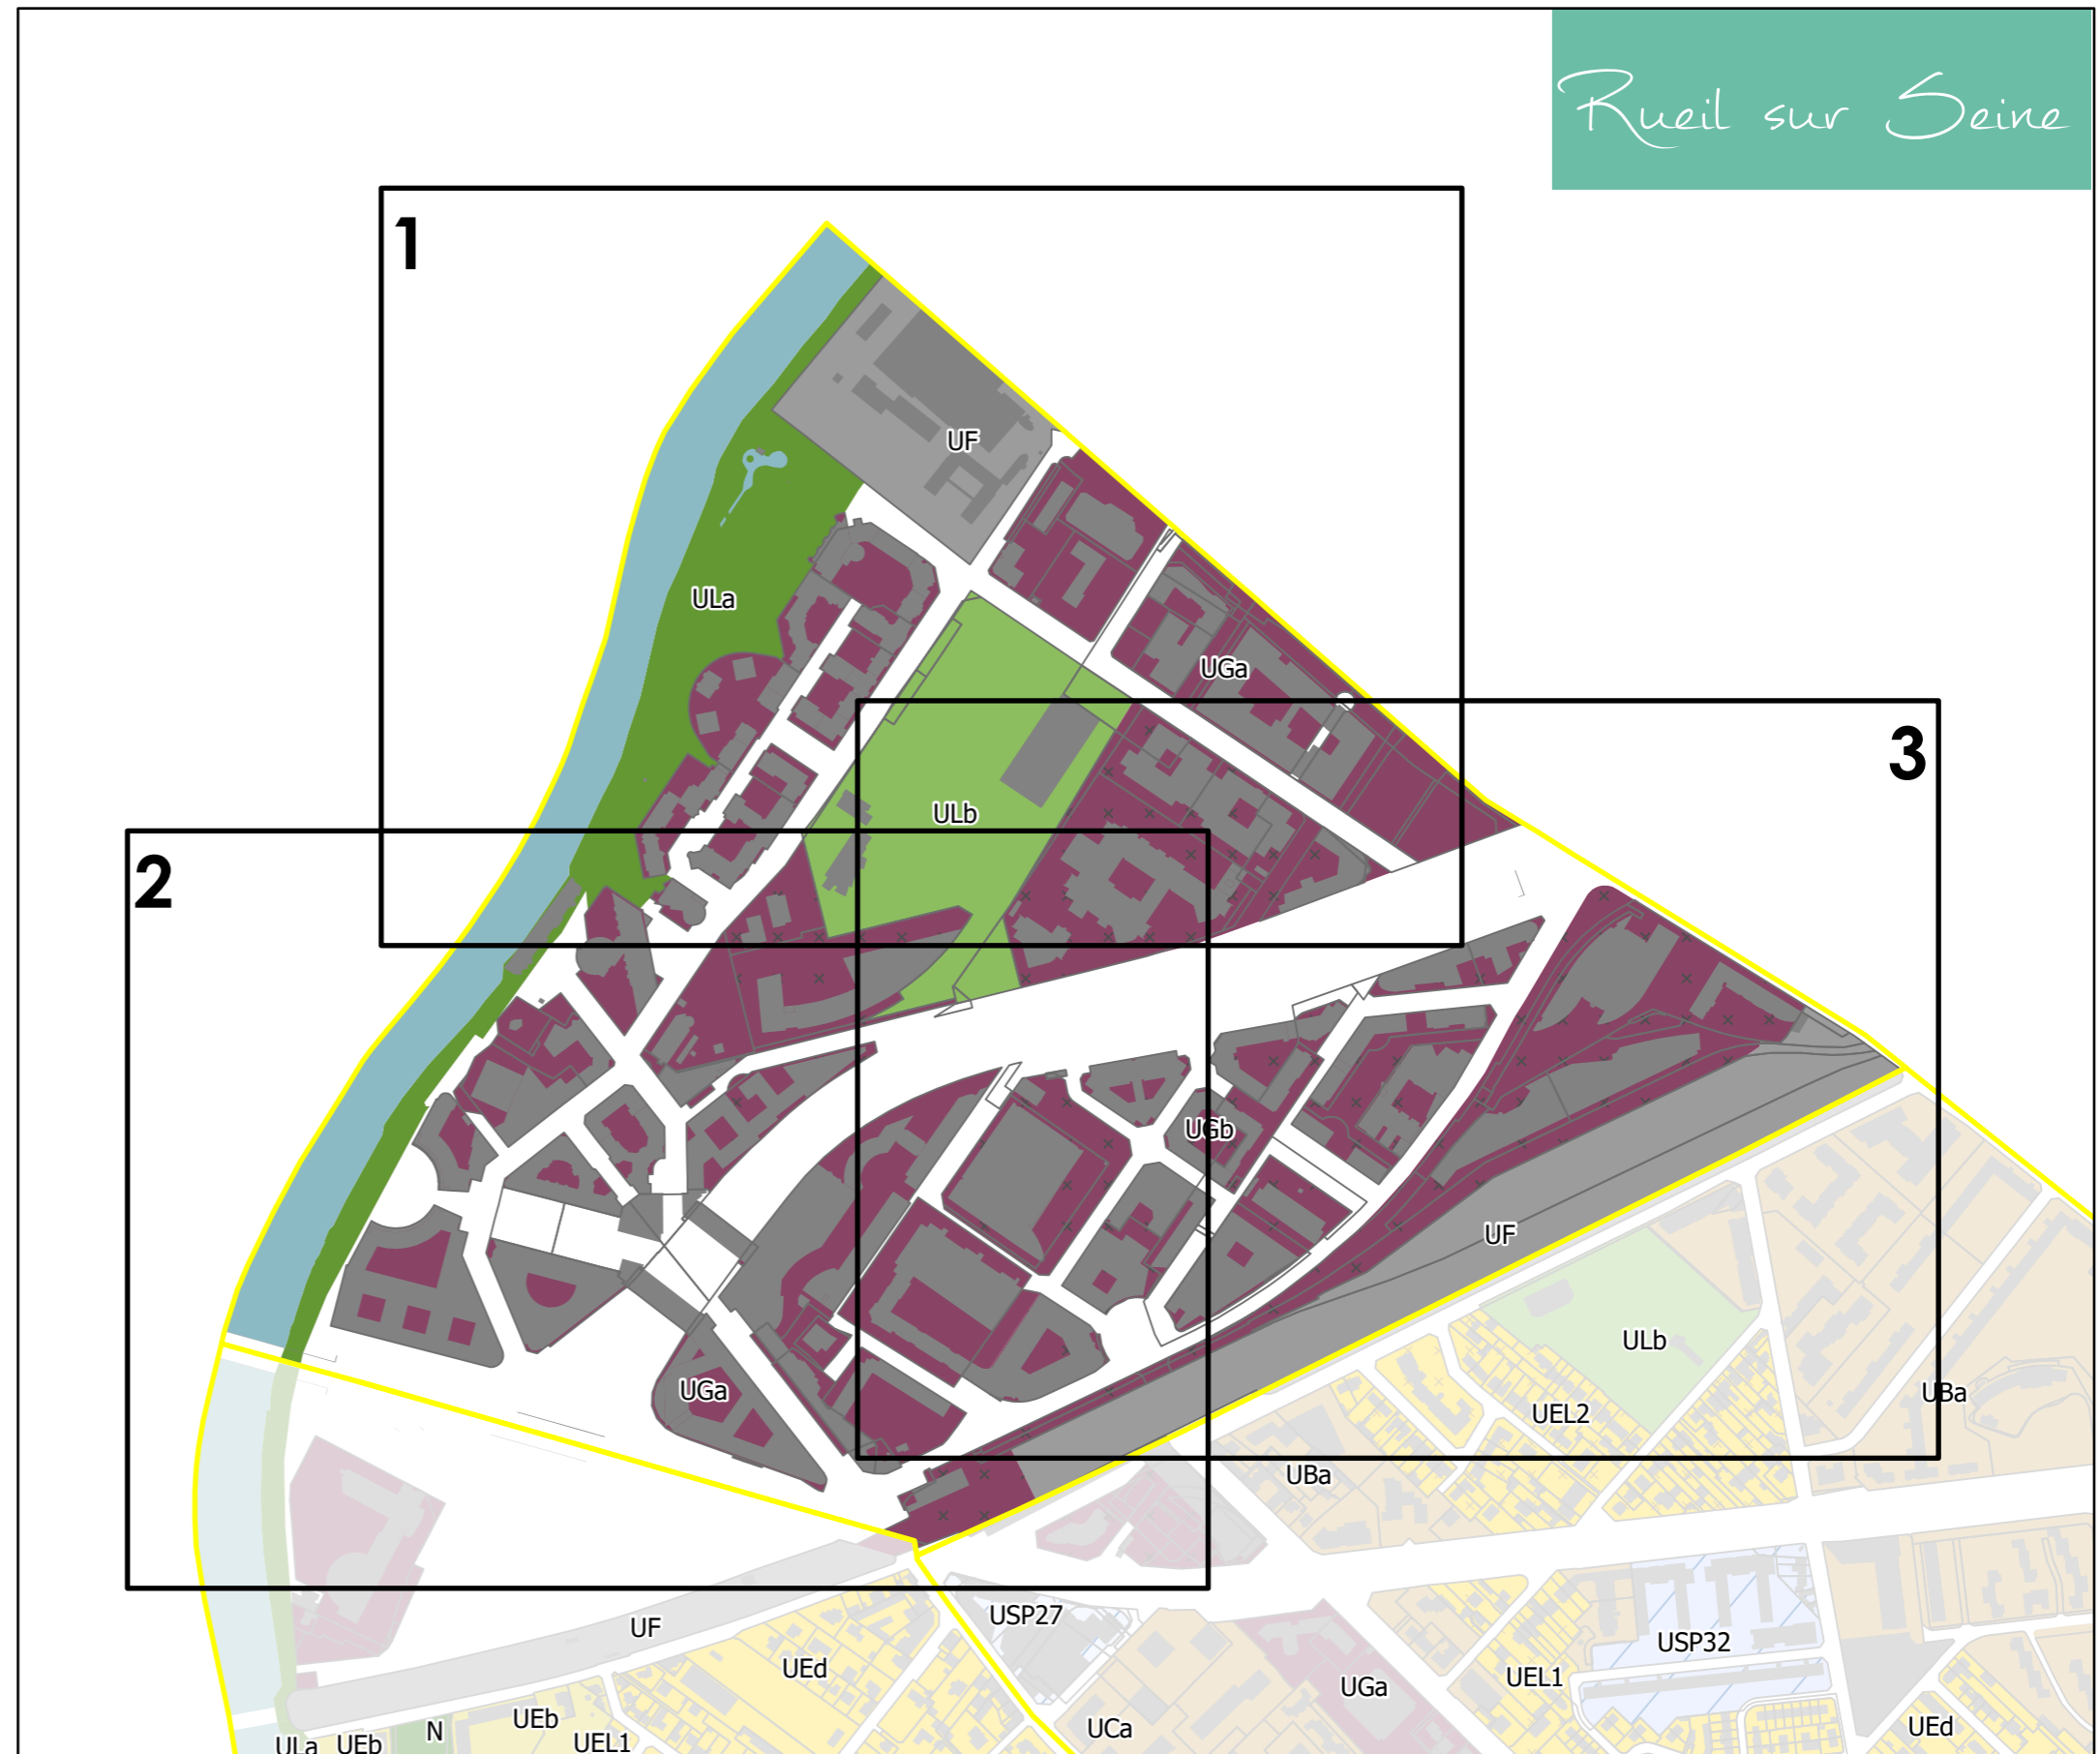 Rueil sur Seine
1
UF
ULa
UGa
3
ULb
2
UGb
UF
ULb
UGa
UBa
UEL2
UBa
USP27
UF
USP32
UEd
UEL1
UGa
UEb
UCa
UEd
N
ULa
UEb
UEL1